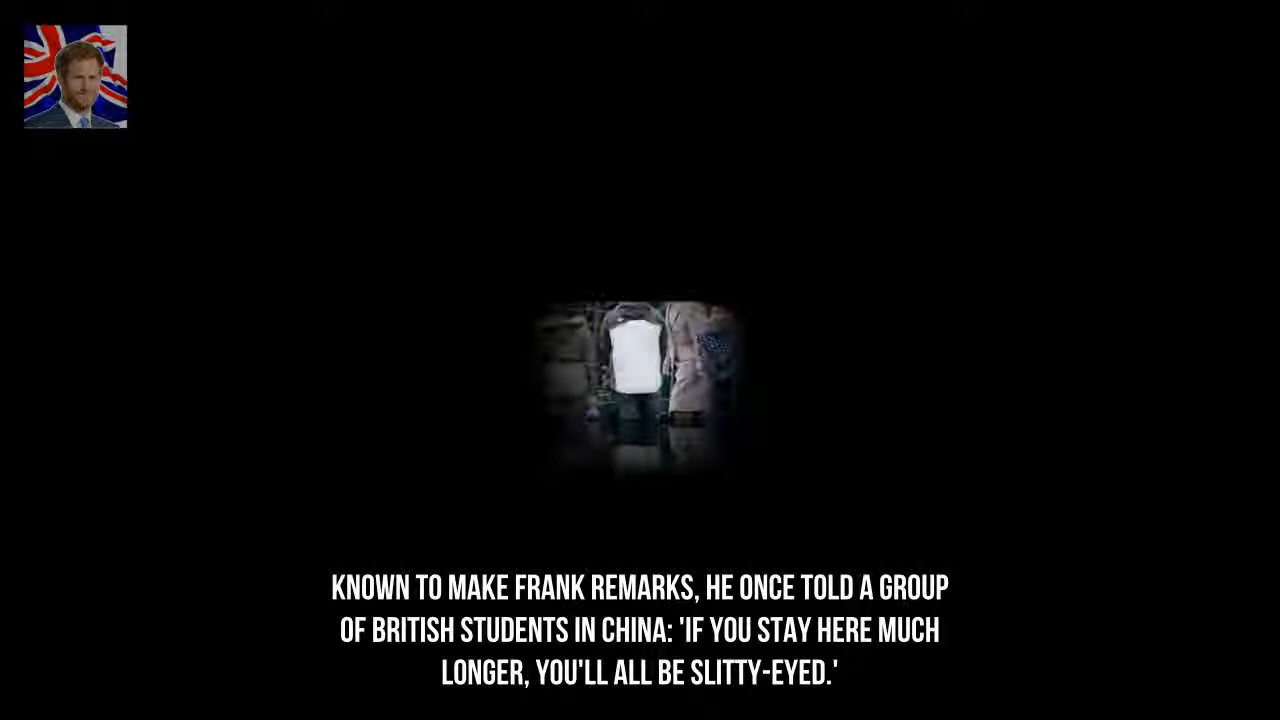 KNOWN TO MAKE FRANK REMARKS, HE ONCE TOLD A GROUP
OF BRITISH STUDENTS IN CHINA: 'IF YOU STAY HERE MUCH
LONGER, YOU'LL ALL BE SLITTY-EYED.'